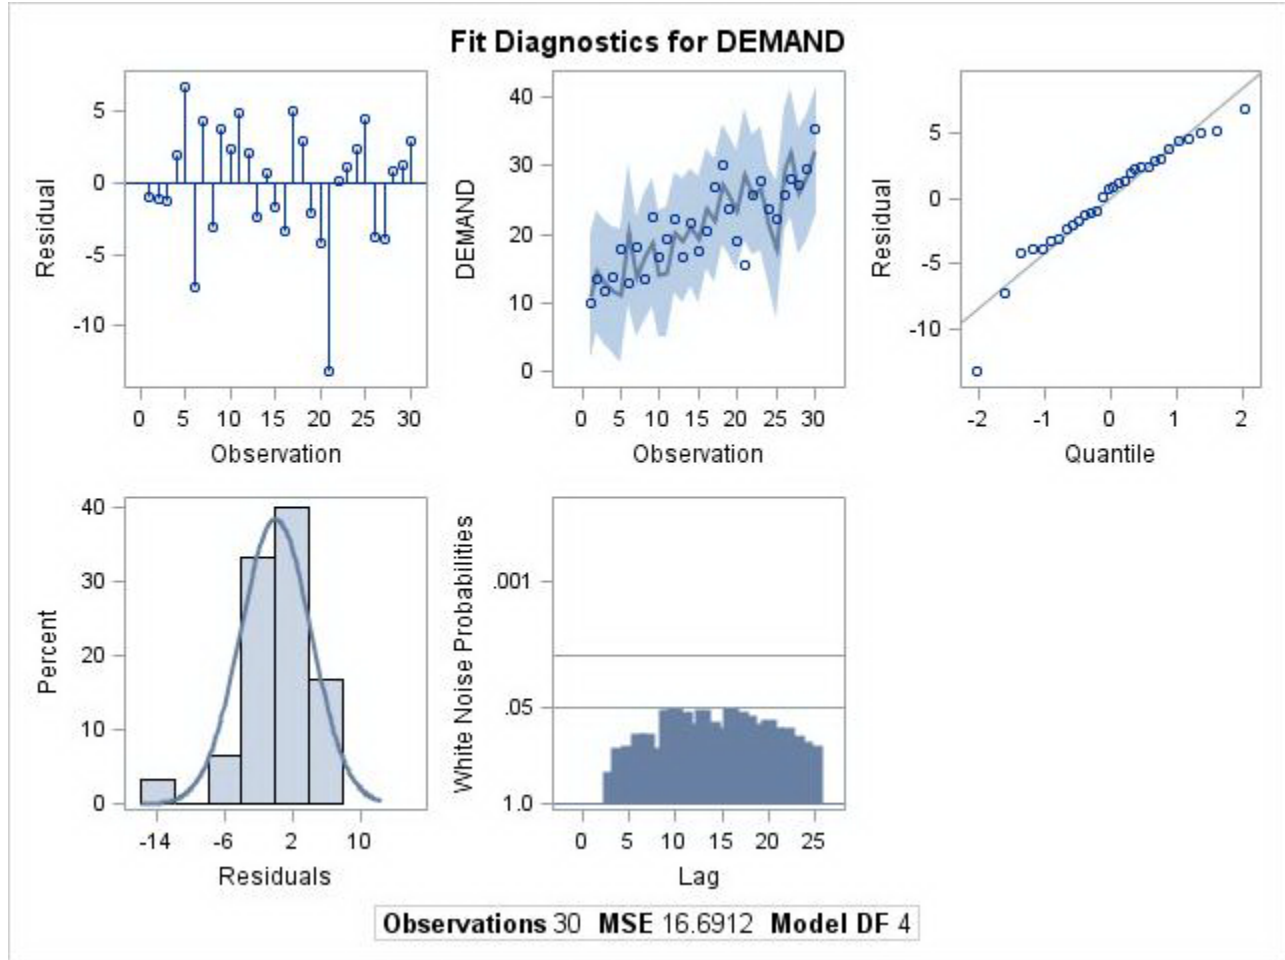 Fit Diagnostics for DEMAND
Residual
5
0
-5
-10
0 5 10 15 20 25 30
Observation
DEMAND
40
30
20
10
0
0 5 10 15 20 25 30
Observation
Residual
5
0
-5
-10
-2 -1 0 1 2
Quantile
Percent
40
30
20
10
0
-14 -6 2 10
Residuals
White Noise Probabilities
.001
.05
1.0
0 5 10 15 20 25
Lag
Observations 30 MSE 16.6912 Model DF 4